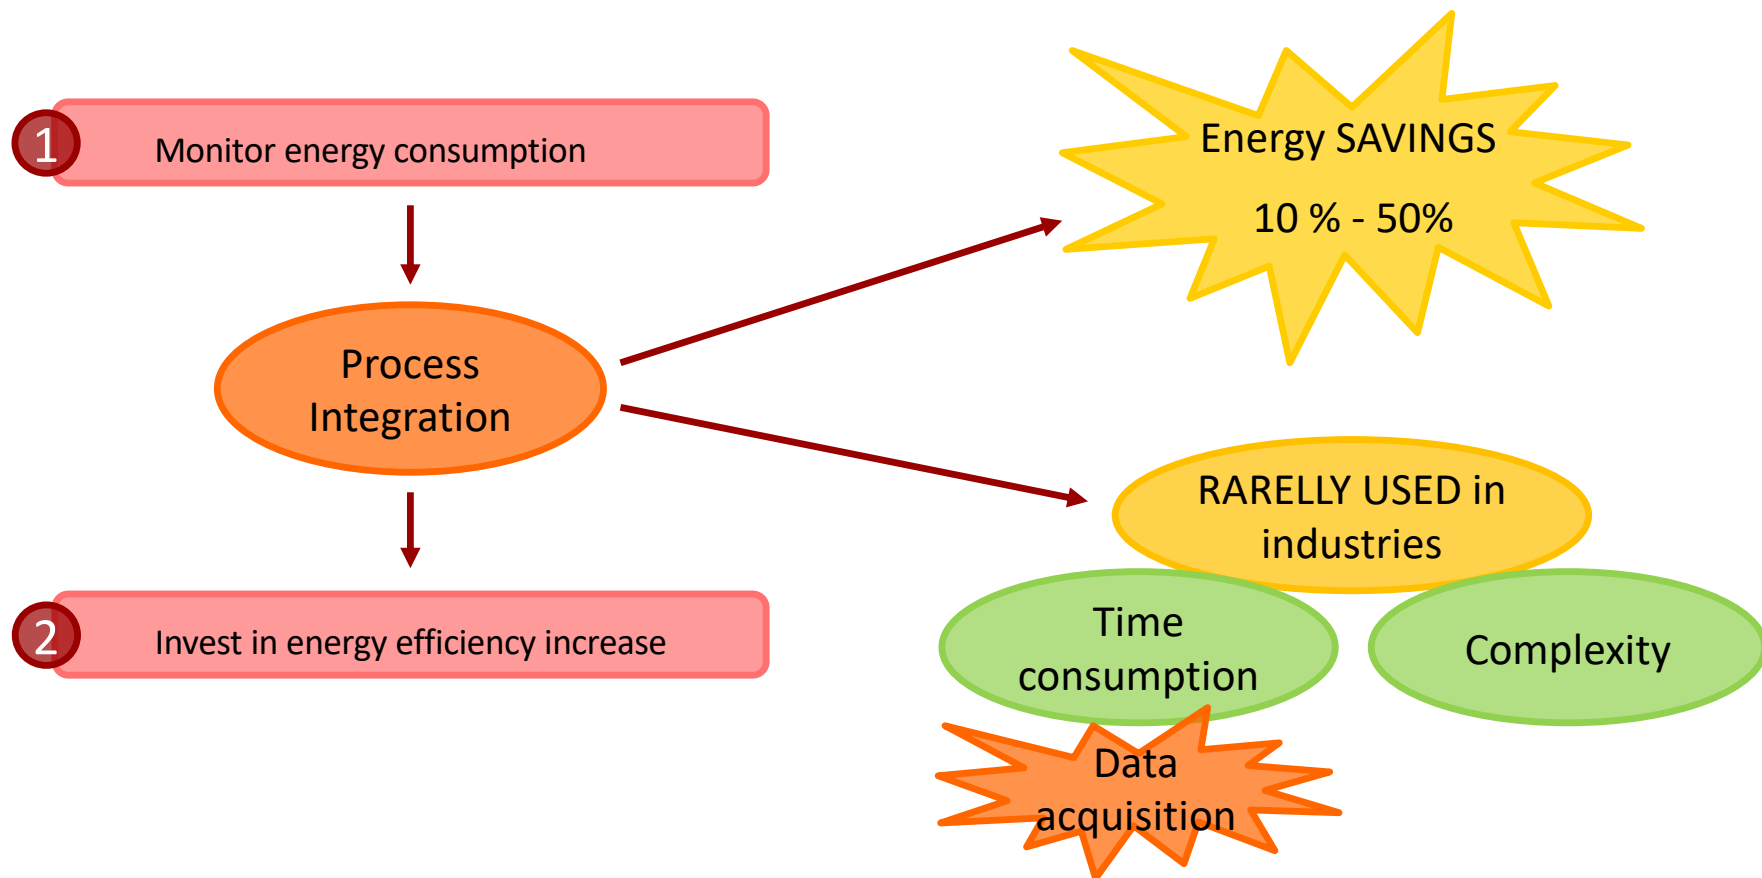 1
Monitor energy consumption
Energy SAVINGS
10 % - 50%
Process
Integration
RARELLY USED in
industries
2
Invest in energy efficiency increase
Time
consumption
Complexity
Data
acquisition